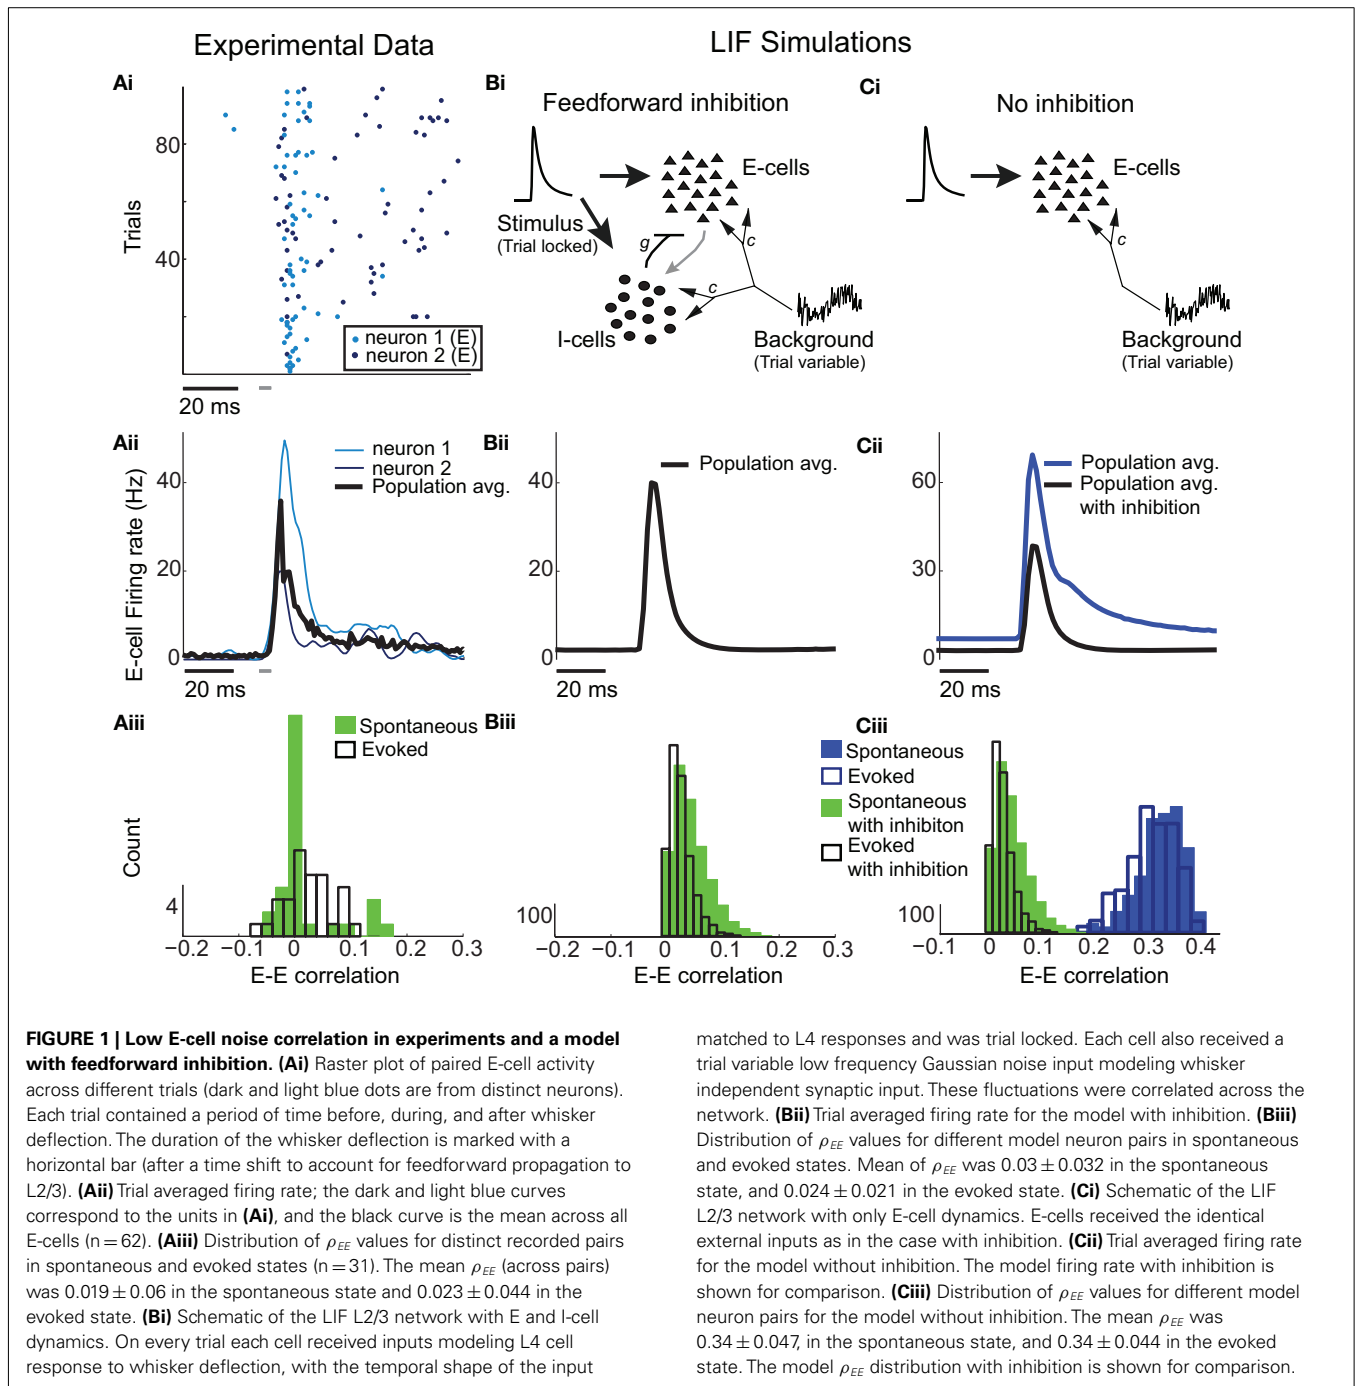 Experimental Data
LIF Simulations
Ai
Trials
80
40
neuron 1 (E)
neuron 2 (E)
20 ms
Bi
Feedforward inhibition
E-cells
Stimulus
(Trial locked)
g
c
c
I-cells
Background
(Trial variable)
Ci
No inhibition
E-cells
c
Background
(Trial variable)
Aii
E-cell Firing rate (Hz)
40
20
0
neuron 1
neuron 2
Population avg.
20 ms
Bii
40
20
0
Population avg.
20 ms
Cii
60
30
0
Population avg.
Population avg.
with inhibition
20 ms
Aiii
Count
4
Spontaneous
Evoked
−0.2 −0.1 0 0.1 0.2 0.3
E-E correlation
Biii
100
−0.2 −0.1 0 0.1 0.2 0.3
E-E correlation
Ciii
Spontaneous
Evoked
Spontaneous
with inhibiton
Evoked
with inhibition
100
−0.1 0 0.1 0.2 0.3 0.4
E-E correlation
FIGURE 1 | Low E-cell noise correlation in experiments and a model
with feedforward inhibition. (Ai) Raster plot of paired E-cell activity
across different trials (dark and light blue dots are from distinct neurons).
Each trial contained a period of time before, during, and after whisker
deflection. The duration of the whisker deflection is marked with a
horizontal bar (after a time shift to account for feedforward propagation to
L2/3). (Aii) Trial averaged firing rate; the dark and light blue curves
correspond to the units in (Ai), and the black curve is the mean across all
E-cells (n = 62). (Aiii) Distribution of ρEE values for distinct recorded pairs
in spontaneous and evoked states (n = 31). The mean ρEE (across pairs)
was 0.019 ± 0.06 in the spontaneous state and 0.023 ± 0.044 in the
evoked state. (Bi) Schematic of the LIF L2/3 network with E and I-cell
dynamics. On every trial each cell received inputs modeling L4 cell
response to whisker deflection, with the temporal shape of the input
matched to L4 responses and was trial locked. Each cell also received a
trial variable low frequency Gaussian noise input modeling whisker
independent synaptic input. These fluctuations were correlated across the
network. (Bii) Trial averaged firing rate for the model with inhibition. (Biii)
Distribution of ρEE values for different model neuron pairs in spontaneous
and evoked states. Mean of ρEE was 0.03 ± 0.032 in the spontaneous
state, and 0.024 ± 0.021 in the evoked state. (Ci) Schematic of the LIF
L2/3 network with only E-cell dynamics. E-cells received the identical
external inputs as in the case with inhibition. (Cii) Trial averaged firing rate
for the model without inhibition. The model firing rate with inhibition is
shown for comparison. (Ciii) Distribution of ρEE values for different model
neuron pairs for the model without inhibition. The mean ρEE was
0.34 ± 0.047, in the spontaneous state, and 0.34 ± 0.044 in the evoked
state. The model ρEE distribution with inhibition is shown for comparison.